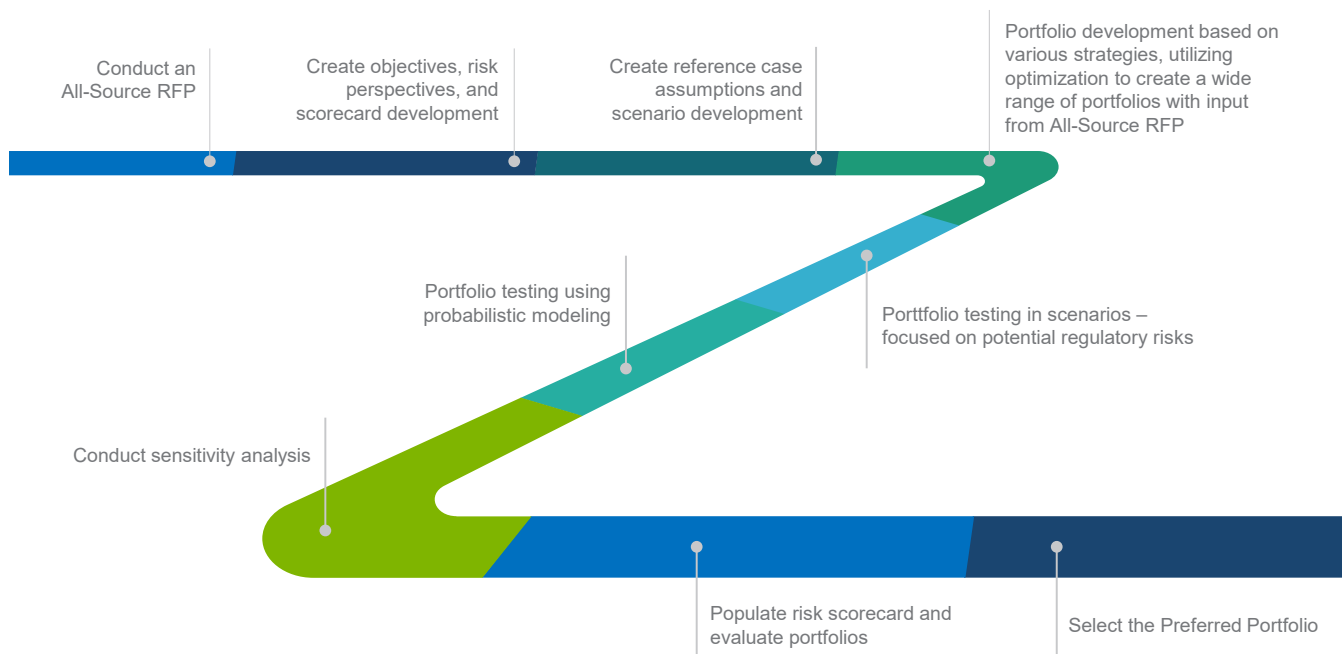 Conduct an
All-Source RFP
Create objectives, risk
perspectives, and
scorecard development
Create reference case
assumptions and
scenario development
Portfolio development based on
various strategies, utilizing
optimization to create a wide
range of portfolios with input
from All-Source RFP
Porttfolio testing in scenarios –
focused on potential regulatory risks
Portfolio testing using
probabilistic modeling
Conduct sensitivity analysis
Populate risk scorecard and
evaluate portfolios
Select the Preferred Portfolio